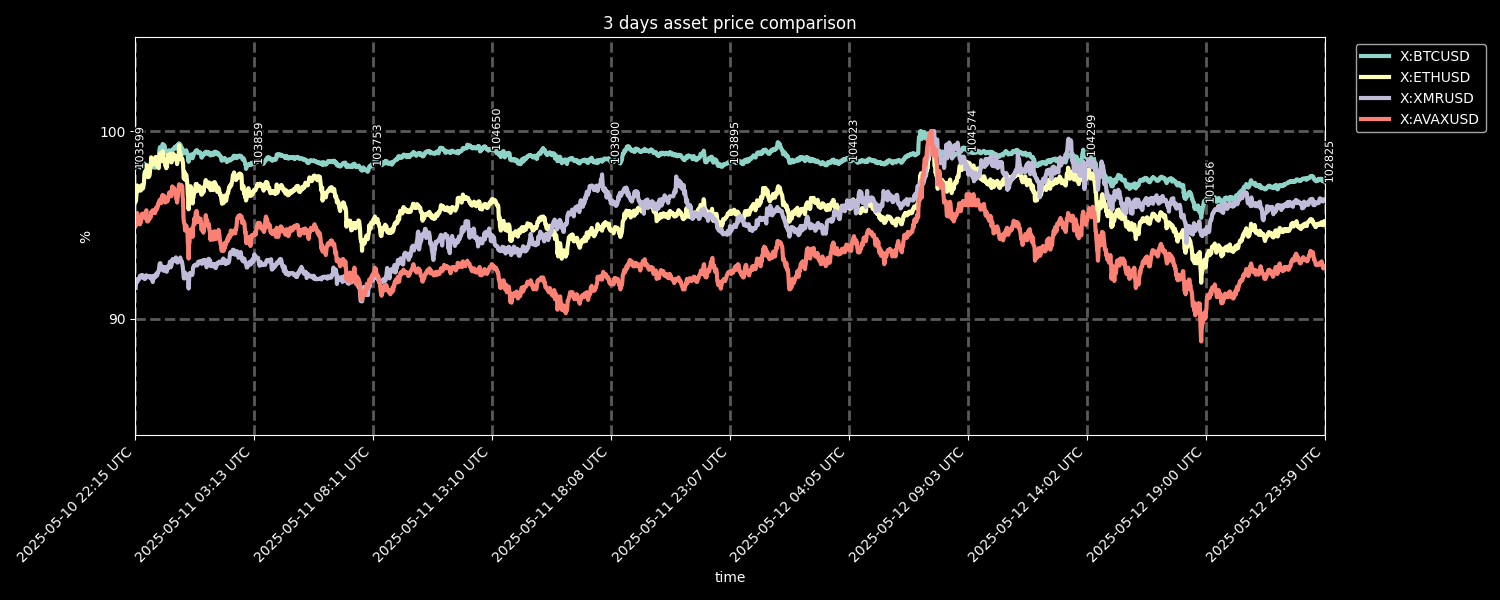 3 days asset price comparison
X:BTCUSD
X:ETHUSD
X:XMRUSD
X:AVAXUSD
100
90
%
103599
103859
103753
104650
103900
103895
104023
104574
104299
101656
102825
2025-05-10 22:15 UTC
2025-05-11 03:13 UTC
2025-05-11 08:11 UTC
2025-05-11 13:10 UTC
2025-05-11 18:08 UTC
2025-05-11 23:07 UTC
2025-05-12 04:05 UTC
2025-05-12 09:03 UTC
2025-05-12 14:02 UTC
2025-05-12 19:00 UTC
2025-05-12 23:59 UTC
time